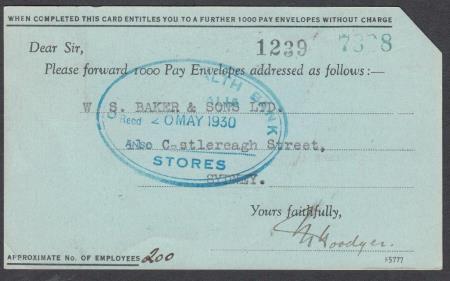 WHEN COMPLETED THIS CARD ENTITLES YOU TO A FURTHER 1000 PAY ENVELOPES WITHOUT CHARGE
Dear Sir,
1239
Please forward 1000 Pay Envelopes addressed as follows:—
W. S. BAKER & SONS LTD.
Recd 20 MAY 1930
Castlereagh Street,
STORES
SYDNEY.
Yours faithfully,
APPROXIMATE NO. OF EMPLOYEES 200